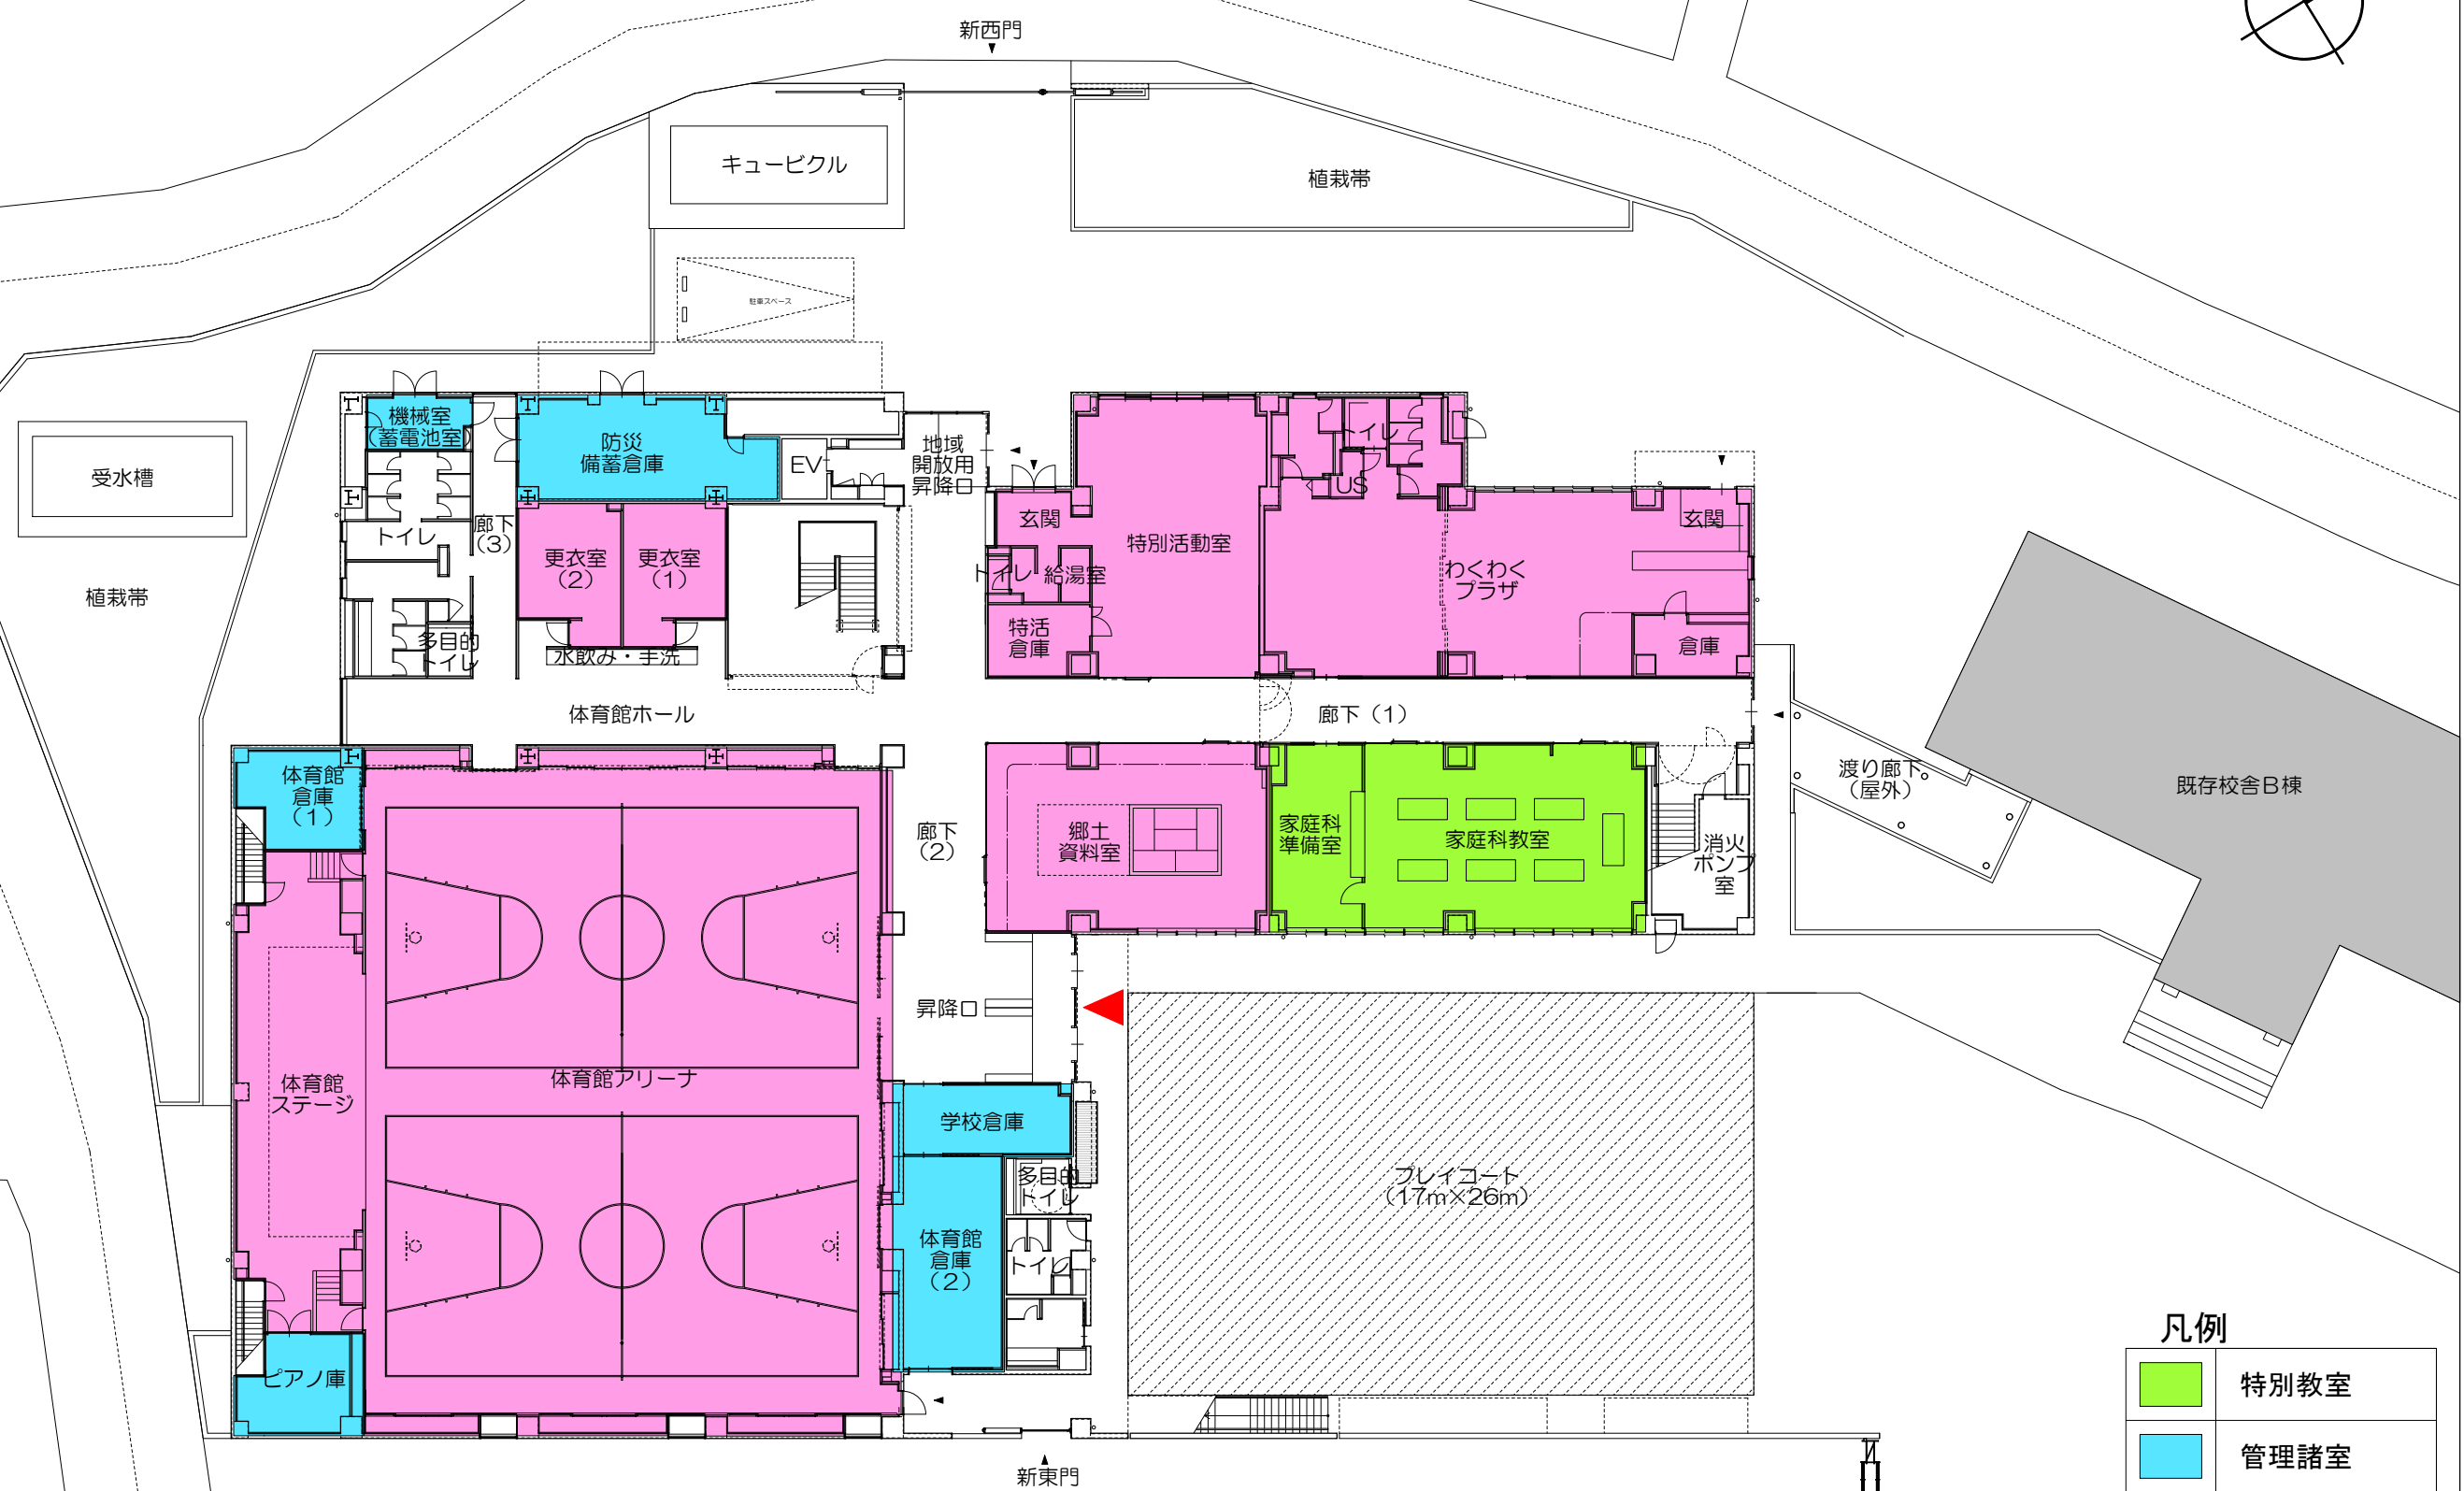 新西門
キュービクル
植栽帯
駐車スペース
機械室
（蓄電池室）
防災
備蓄倉庫
EV
地域
開放用
昇降口
トイレ
US
受水槽
トイレ
廊下
（3）
更衣室
（2）
更衣室
（1）
玄関
特別活動室
玄関
トイレ
給湯室
わくわく
プラザ
植栽帯
多目的
トイレ
水飲み・手洗
特活
倉庫
倉庫
体育館ホール
廊下（1）
体育館
倉庫
（1）
廊下
（2）
郷土
資料室
家庭科
準備室
家庭科教室
消火
ポンプ
室
渡り廊下
（屋外）
既存校舎B棟
昇降口
体育館
ステージ
体育館アリーナ
学校倉庫
多目的
トイレ
プレイコート
（17m×26m）
体育館
倉庫
（2）
トイレ
ピアノ庫
新東門
凡例
特別教室
管理諸室